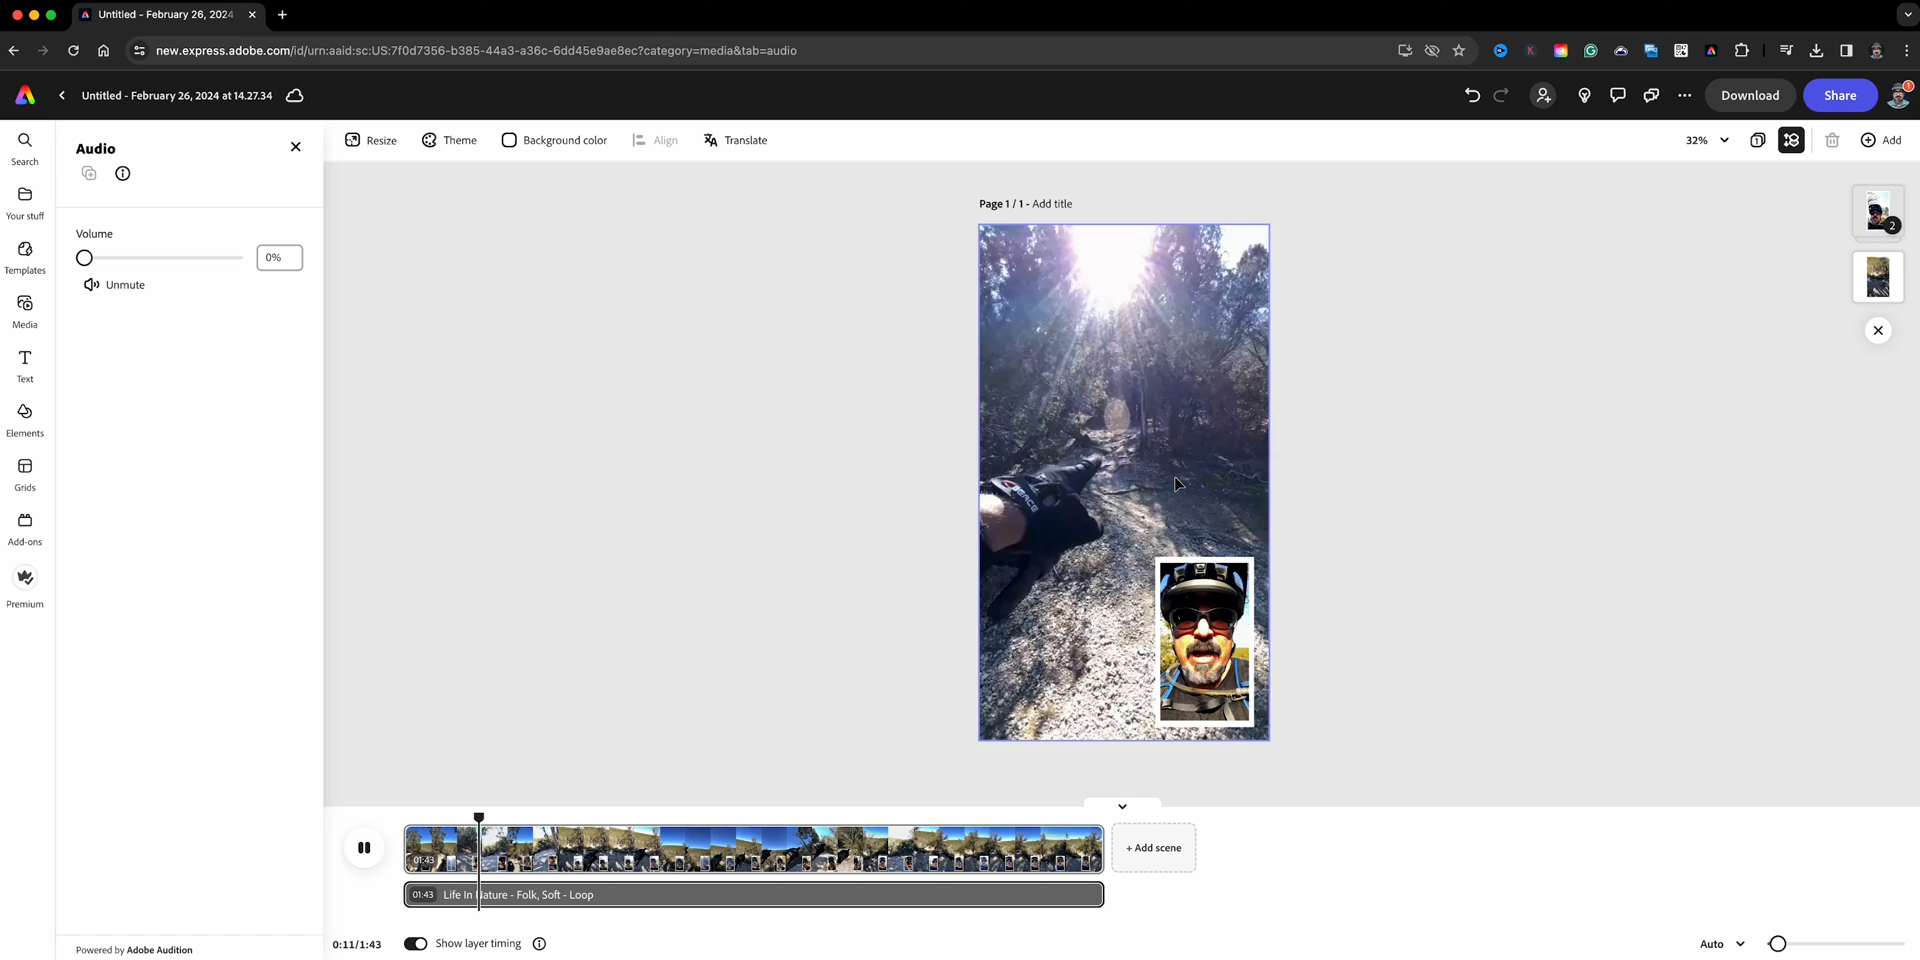 Untitled - February 26, 2024
new.express.adobe.com/id/urn:aaid:sc:US:7f0d7356-b385-44a3-a36c-6dd45e9ae8ec?category=media&tab=audio
Untitled - February 26, 2024 at 14.27.34
Download
Share
1
Search
Your stuff
Templates
Media
Text
Elements
Grids
Add-ons
Premium
Audio
Volume
0%
Unmute
Powered by Adobe Audition
Resize
Theme
Background color
Align
Translate
32%
1
Add
Page 1 / 1 - Add title
2
01:43
+ Add scene
01:43 Life In Nature - Folk, Soft - Loop
0:11/1:43
Show layer timing
Auto